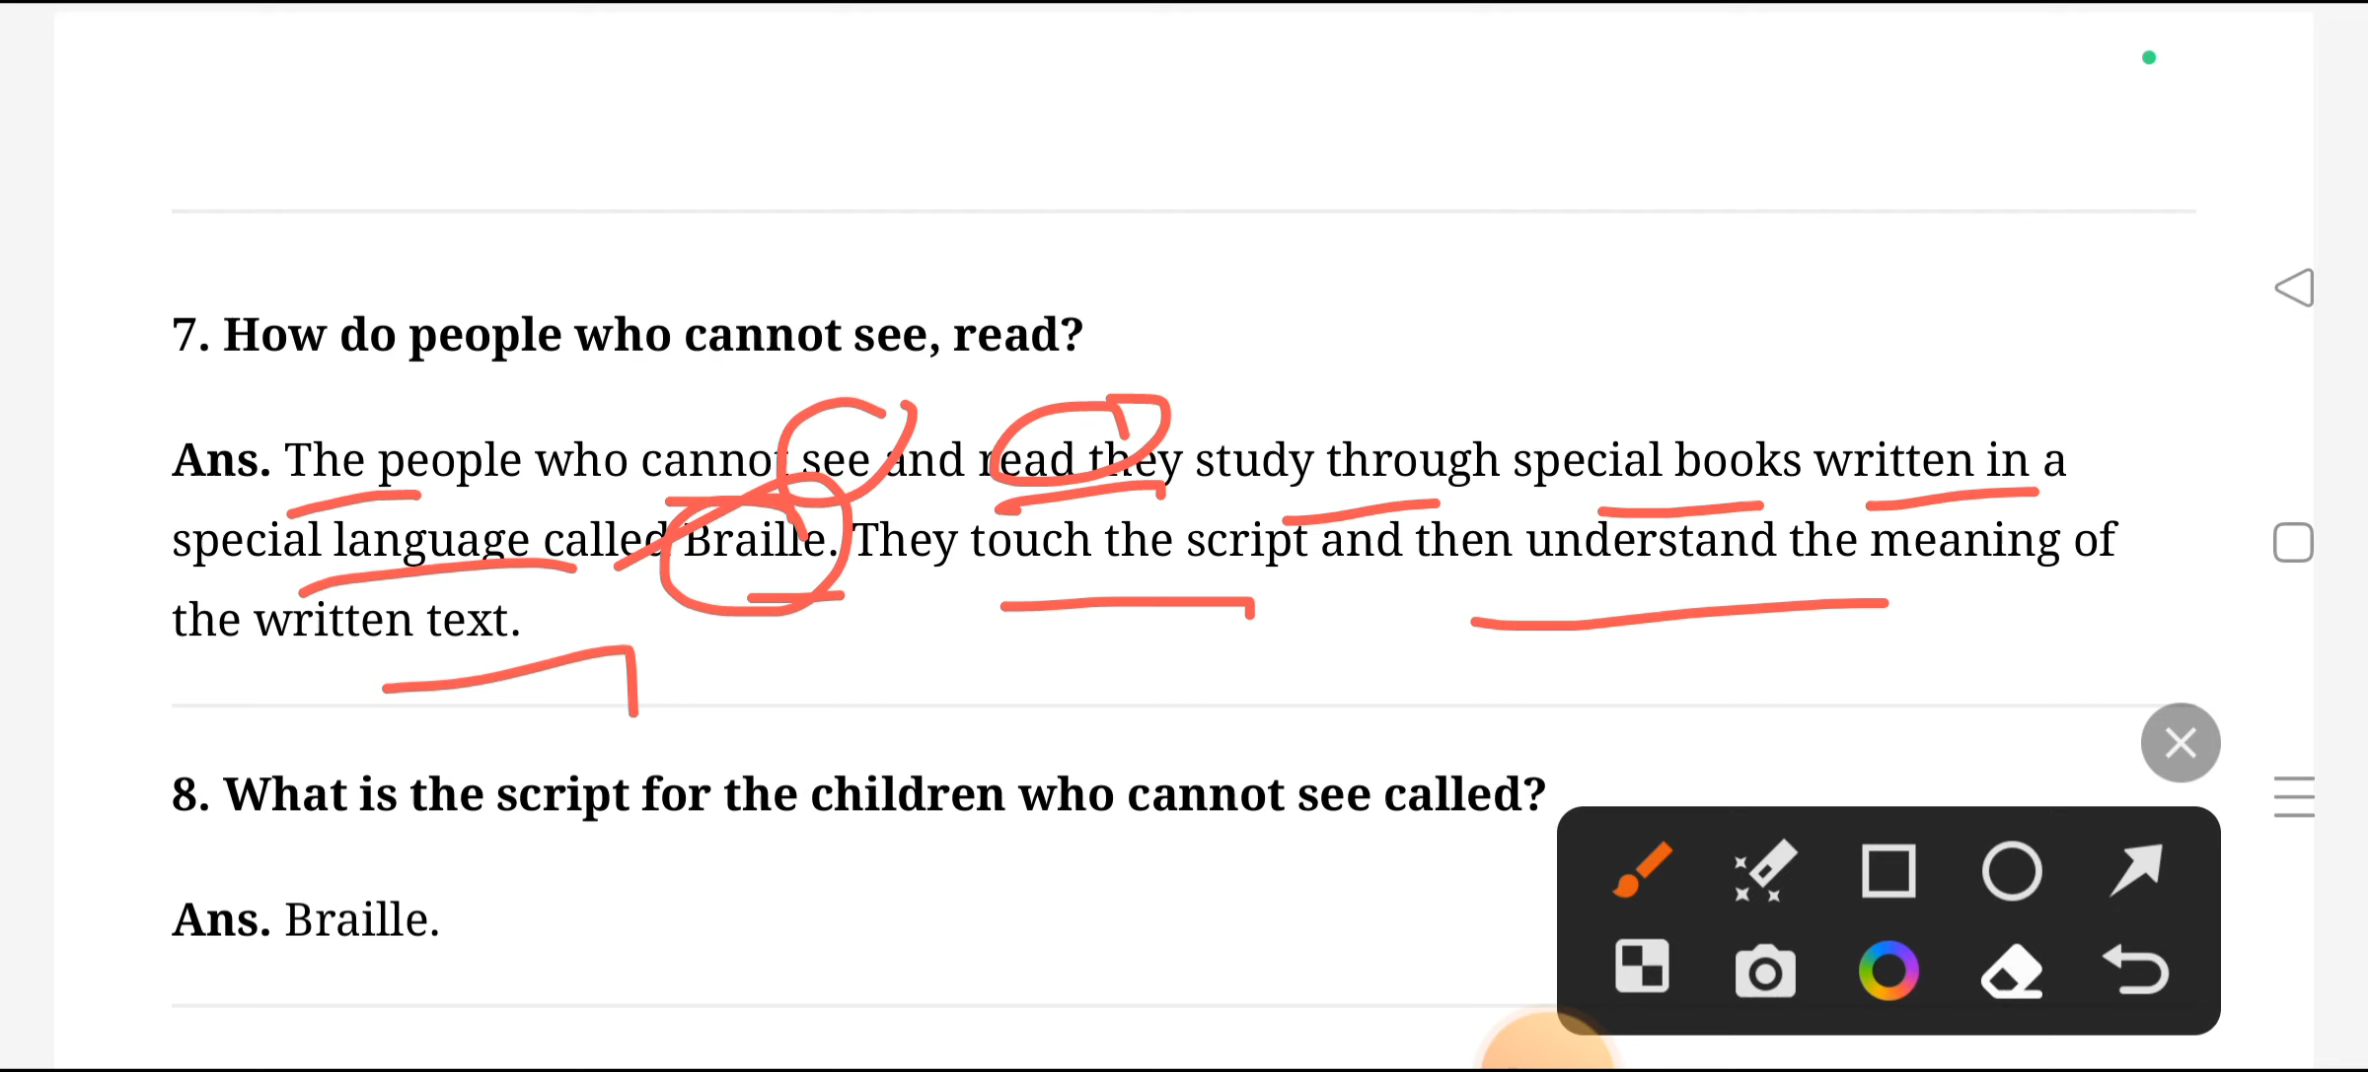 7. How do people who cannot see, read?
Ans. The people who cannot see and read they study through special books written in a
special language called Braille. They touch the script and then understand the meaning of
the written text.
8. What is the script for the children who cannot see called?
Ans. Braille.